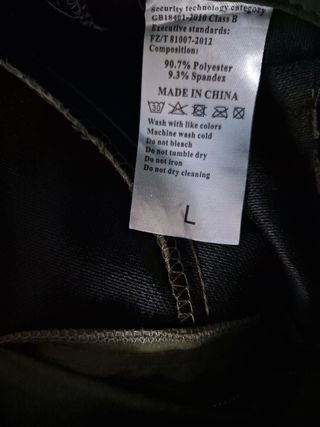 Security technology category
GB18401-2010 Class B
Executive standards:
FZ/T 81007-2012
Composition:
90.7% Polyester
9.3% Spandex
MADE IN CHINA
Wash with like colors
Machine wash cold
Do not bleach
Do not tumble dry
Do not iron
Do not dry cleaning
L